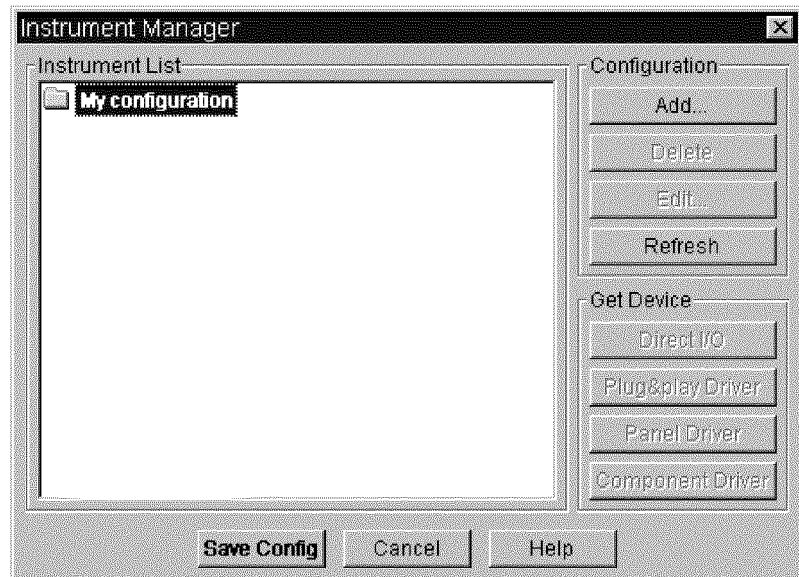 Instrument Manager
Instrument List
My configuration
Configuration
Add...
Delete
Edit...
Refresh
Get Device
Direct I/O
Plug&play Driver
Panel Driver
Component Driver
Save Config
Cancel
Help